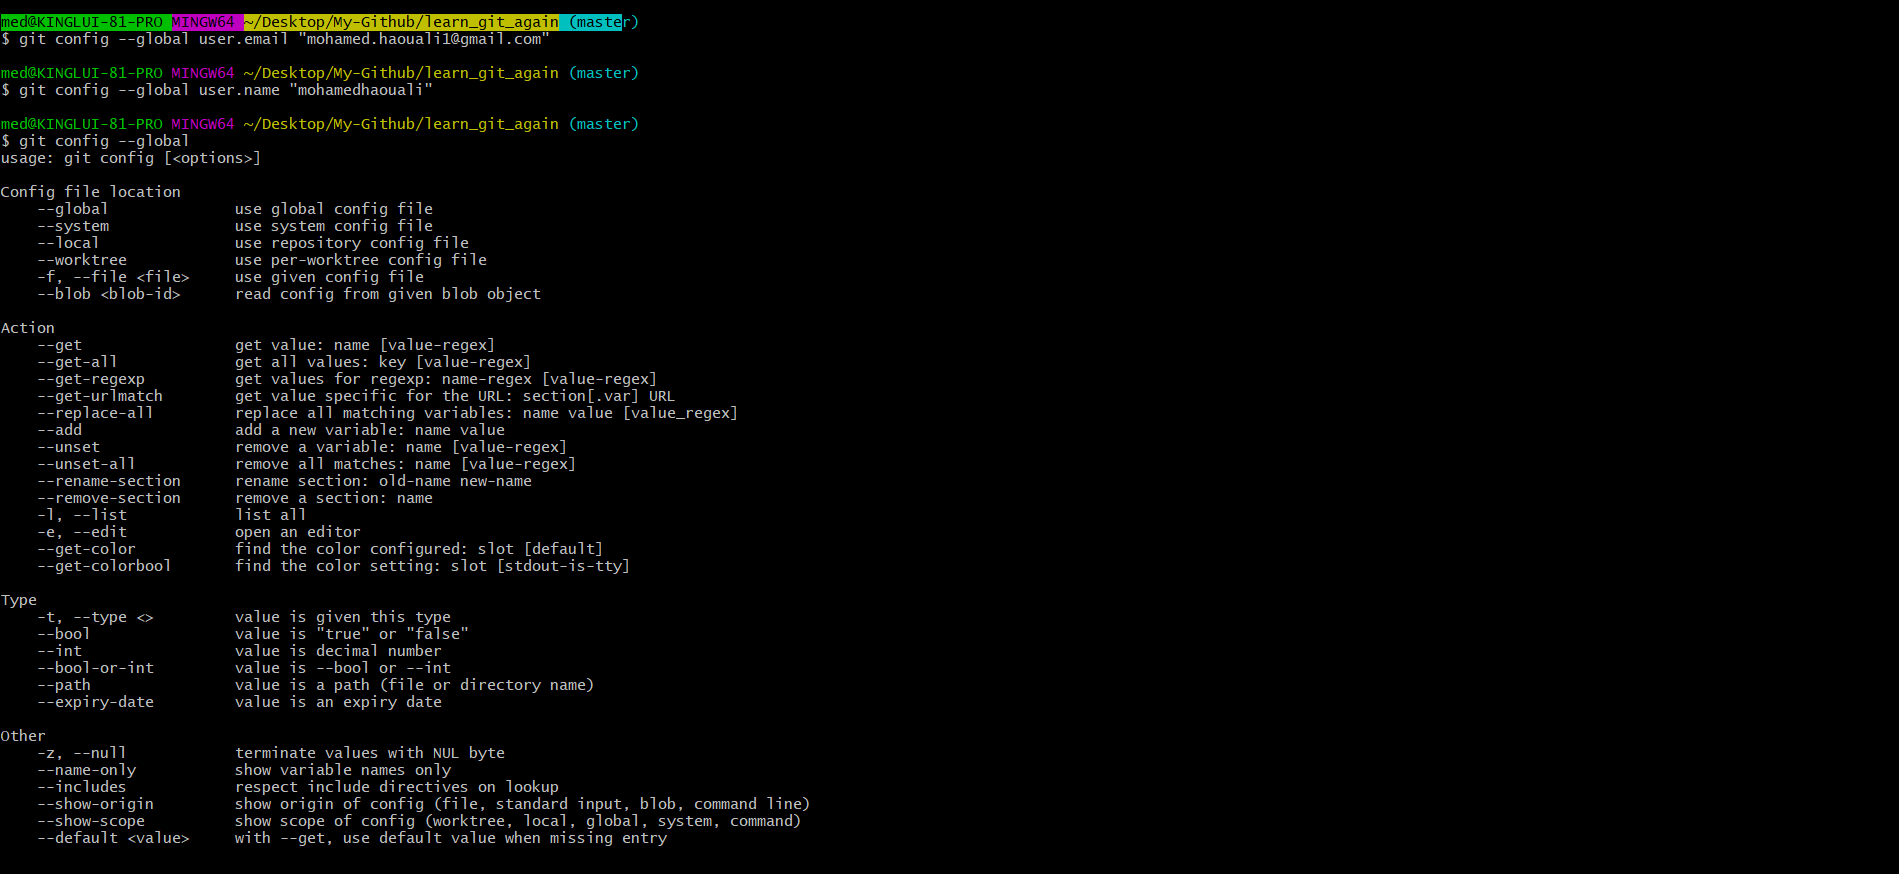 med@KINGLUI-81-PRO MINGW64 ~/Desktop/My-Github/learn_git_again (master)
$ git config --global user.email "mohamed.haouali1@gmail.com"
med@KINGLUI-81-PRO MINGW64 ~/Desktop/My-Github/learn_git_again (master)
$ git config --global user.name "mohamedhaouali"
med@KINGLUI-81-PRO MINGW64 ~/Desktop/My-Github/learn_git_again (master)
$ git config --global
usage: git config [<options>]
Config file location
    --global              use global config file
    --system              use system config file
    --local               use repository config file
    --worktree            use per-worktree config file
    -f, --file <file>     use given config file
    --blob <blob-id>      read config from given blob object
Action
    --get                 get value: name [value-regex]
    --get-all             get all values: key [value-regex]
    --get-regexp          get values for regexp: name-regex [value-regex]
    --get-urlmatch        get value specific for the URL: section[.var] URL
    --replace-all         replace all matching variables: name value [value_regex]
    --add                 add a new variable: name value
    --unset               remove a variable: name [value-regex]
    --unset-all           remove all matches: name [value-regex]
    --rename-section      rename section: old-name new-name
    --remove-section      remove a section: name
    -l, --list            list all
    -e, --edit            open an editor
    --get-color           find the color configured: slot [default]
    --get-colorbool       find the color setting: slot [stdout-is-tty]
Type
    -t, --type <>         value is given this type
    --bool                value is "true" or "false"
    --int                 value is decimal number
    --bool-or-int         value is --bool or --int
    --path                value is a path (file or directory name)
    --expiry-date         value is an expiry date
Other
    -z, --null            terminate values with NUL byte
    --name-only           show variable names only
    --includes            respect include directives on lookup
    --show-origin         show origin of config (file, standard input, blob, command line)
    --show-scope          show scope of config (worktree, local, global, system, command)
    --default <value>     with --get, use default value when missing entry